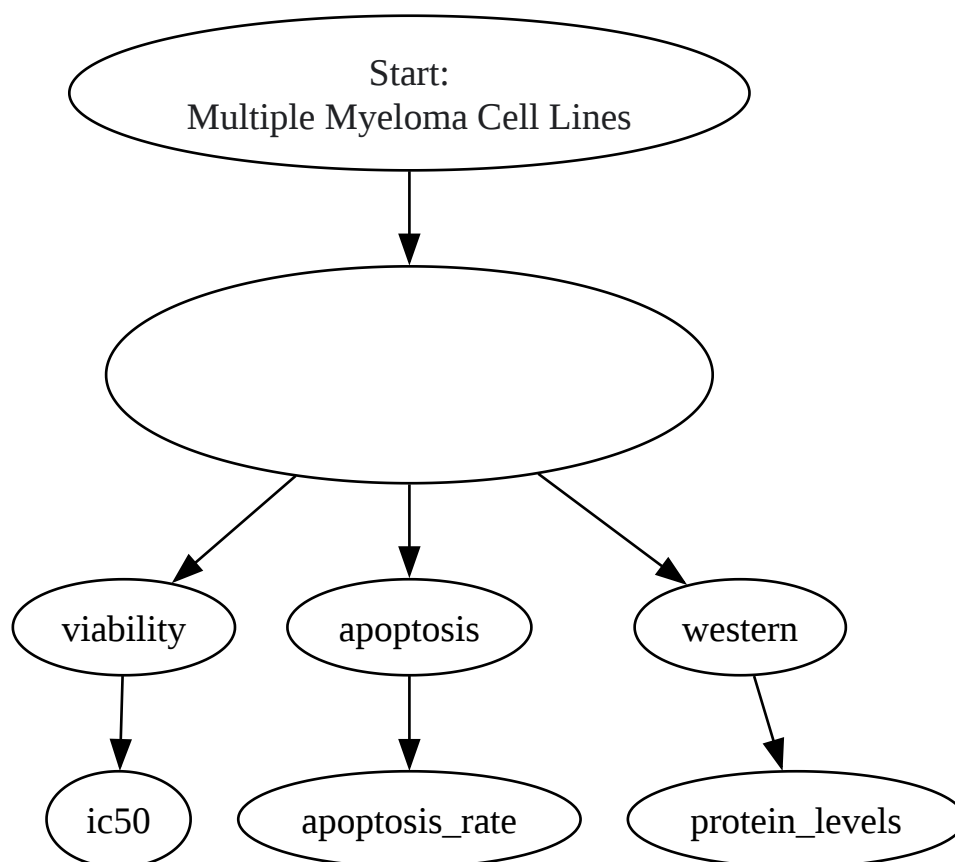 Start:
Multiple Myeloma Cell Lines
viability
apoptosis
western
ic50
apoptosis_rate
protein_levels